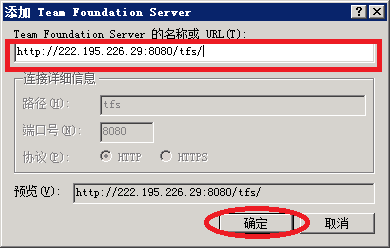 添加 Team Foundation Server
Team Foundation Server 的名称或 URL(T):
http://222.195.226.29:8080/tfs/
连接详细信息
路径(H): tfs
端口号(N): 8080
协议(P): HTTP HTTPS
预览(V): http://222.195.226.29:8080/tfs/
确定 取消